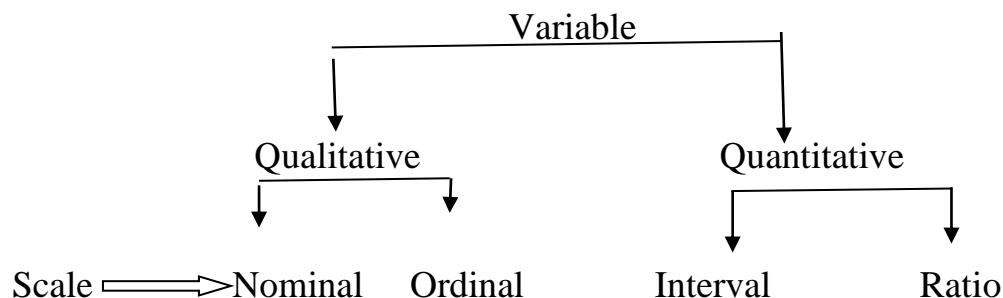 Variable
Qualitative Quantitative
Scale Nominal Ordinal Interval Ratio